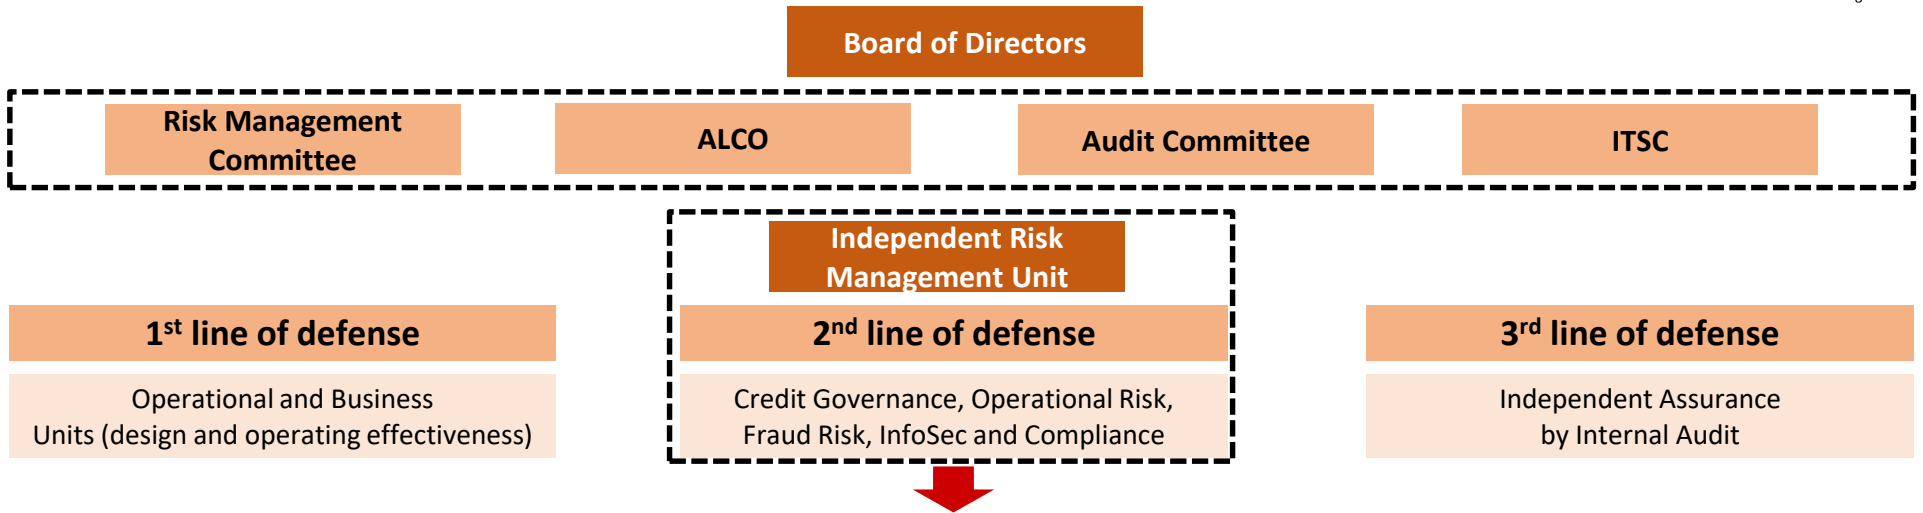 Board of Directors
Risk Management
Committee
ALCO
Audit Committee
ITSC
Independent Risk
Management Unit
1st line of defense
2nd line of defense
3rd line of defense
Operational and Business
Units (design and operating effectiveness)
Credit Governance, Operational Risk,
Fraud Risk, InfoSec and Compliance
Independent Assurance
by Internal Audit